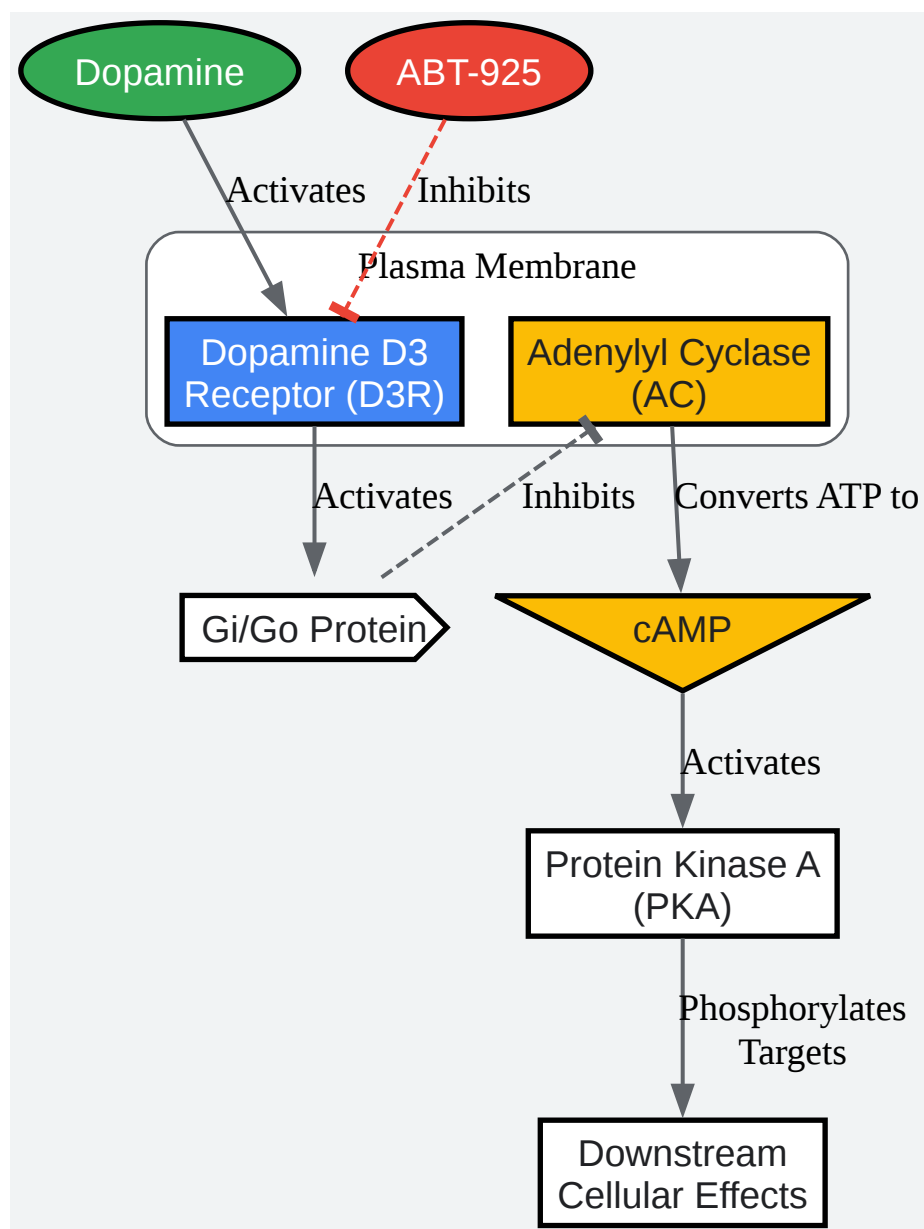 Dopamine
ABT-925
Activates
Inhibits
Plasma Membrane
Dopamine D3
Receptor (D3R)
Adenylyl Cyclase
(AC)
Activates
Inhibits
Converts ATP to
Gi/Go Protein
cAMP
Activates
Protein Kinase A
(PKA)
Phosphorylates
Targets
Downstream
Cellular Effects